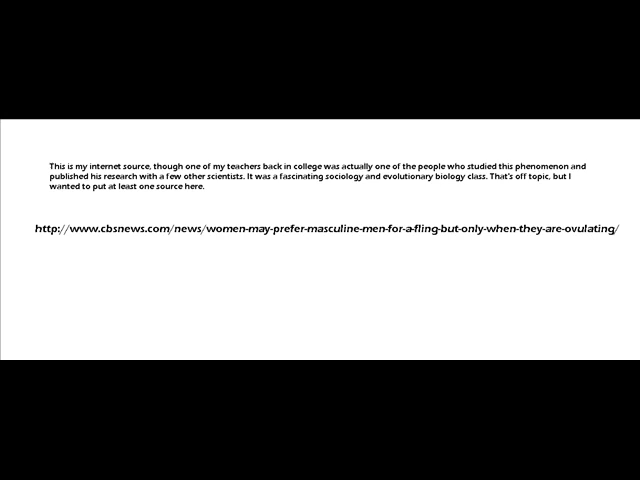 This is my internet source, though one of my teachers back in college was actually one of the people who studied this phenomenon and
published his research with a few other scientists. It was a fascinating sociology and evolutionary biology class. That's off topic, but I
wanted to put at least one source here.
http://www.cbsnews.com/news/women-may-prefer-masculine-men-for-a-fling-but-only-when-they-are-ovulating/